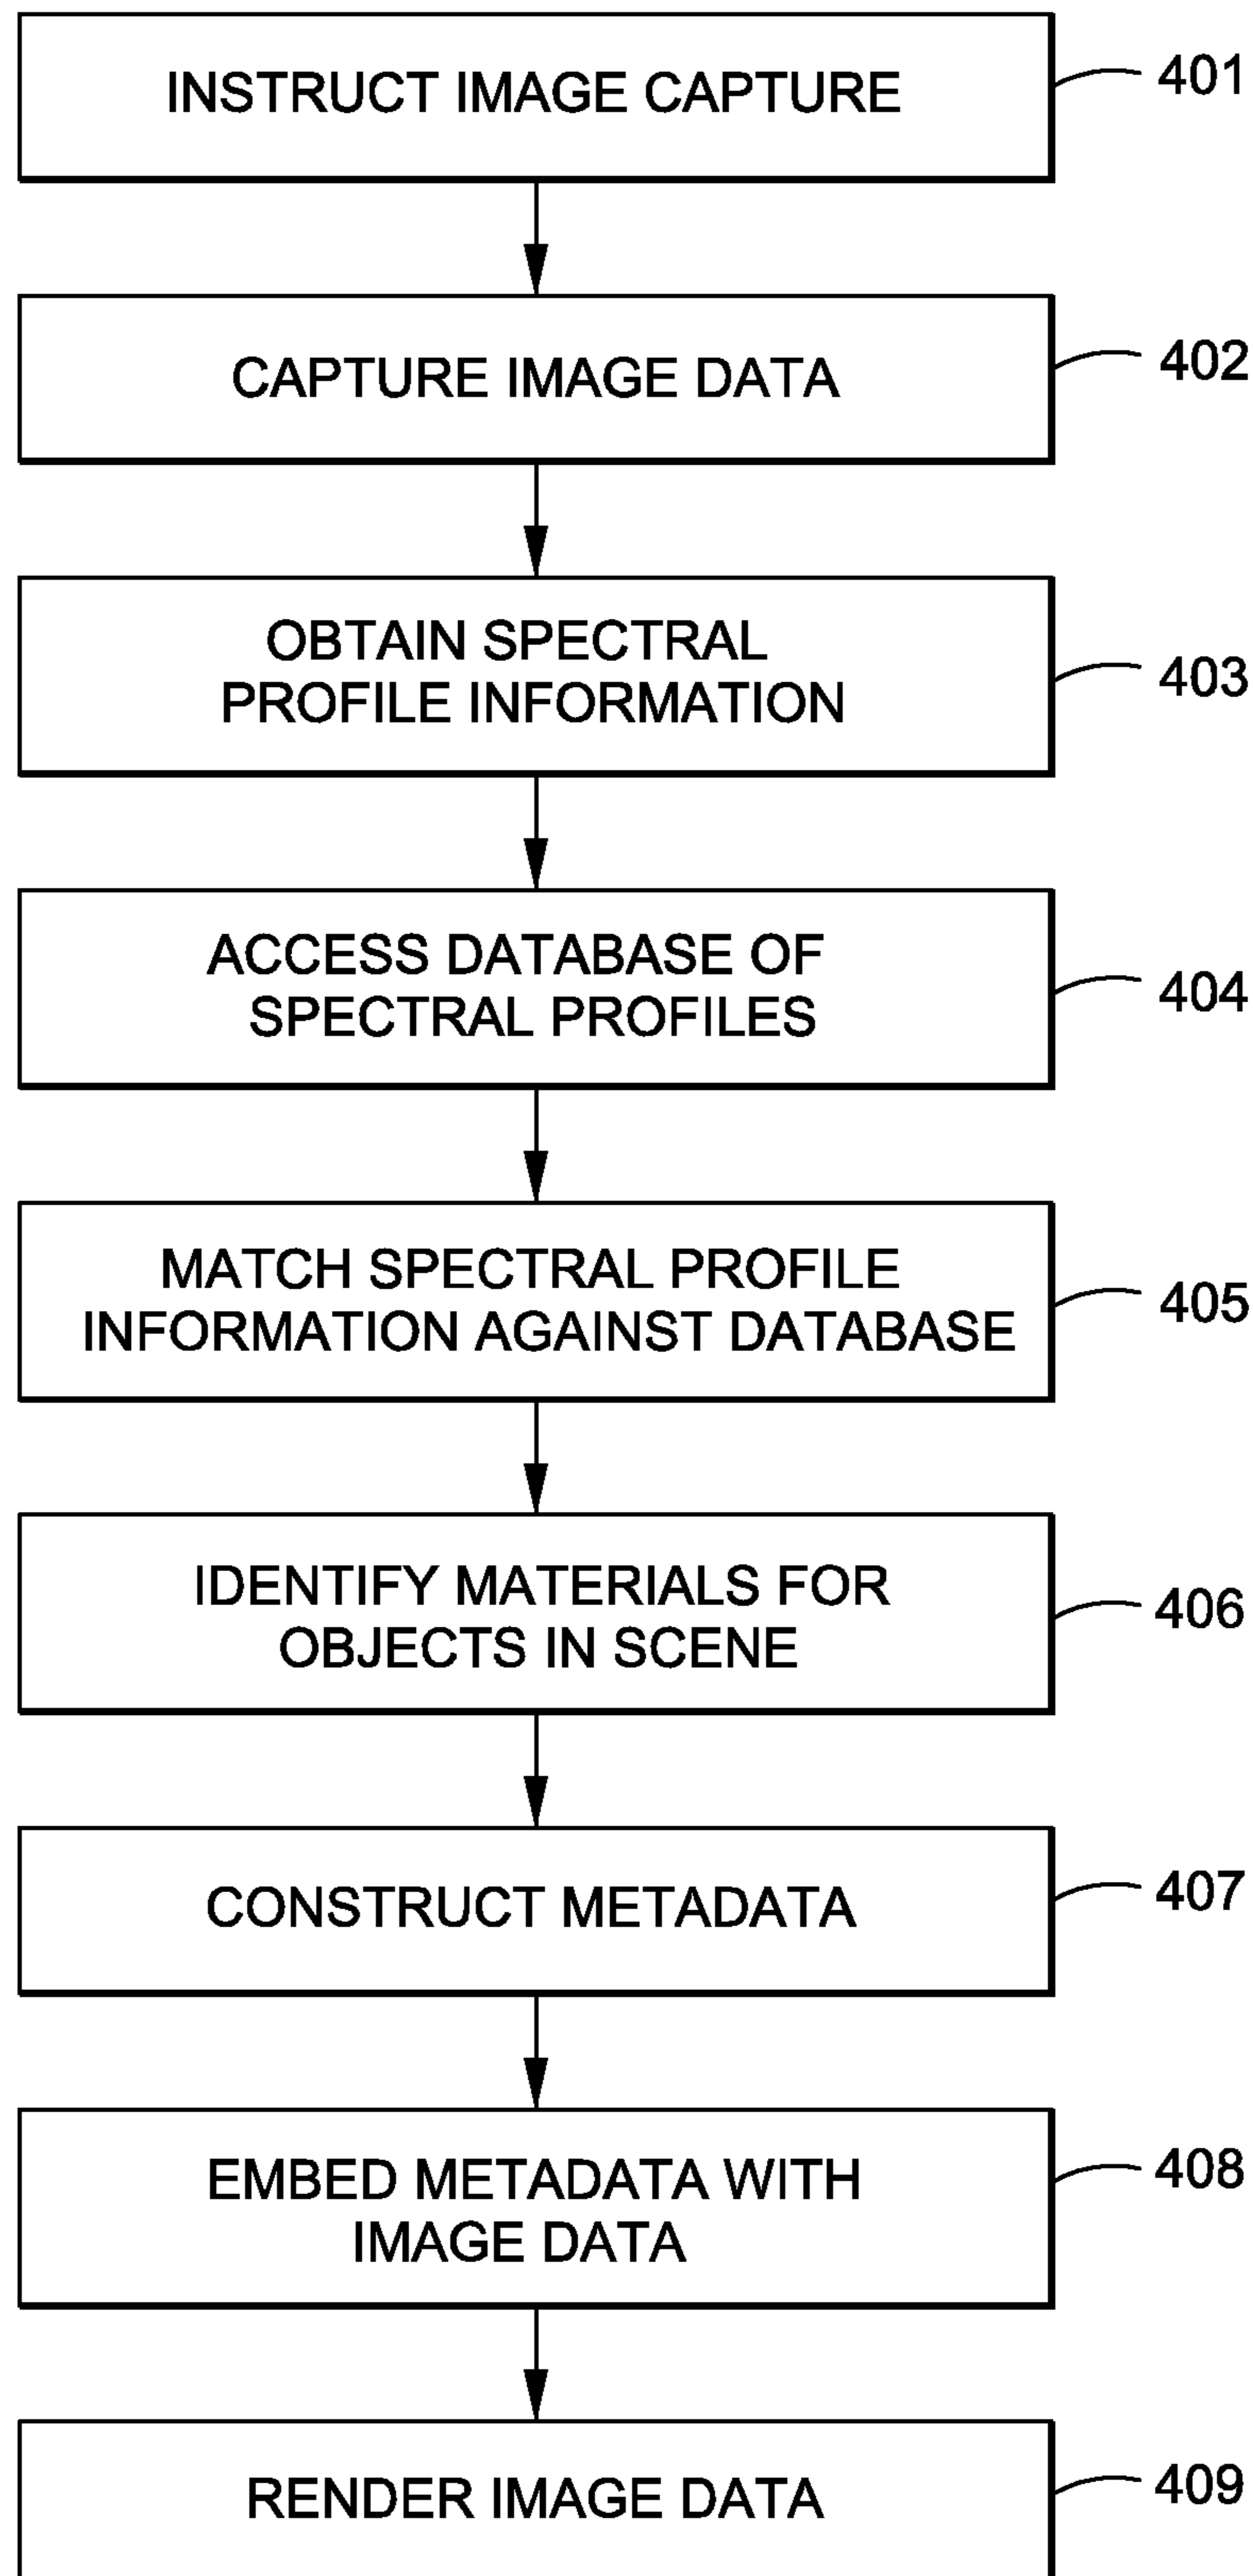 INSTRUCT IMAGE CAPTURE
401
CAPTURE IMAGE DATA
402
OBTAIN SPECTRAL
PROFILE INFORMATION
403
ACCESS DATABASE OF
SPECTRAL PROFILES
404
MATCH SPECTRAL PROFILE
INFORMATION AGAINST DATABASE
405
IDENTIFY MATERIALS FOR
OBJECTS IN SCENE
406
CONSTRUCT METADATA
407
EMBED METADATA WITH
IMAGE DATA
408
RENDER IMAGE DATA
409